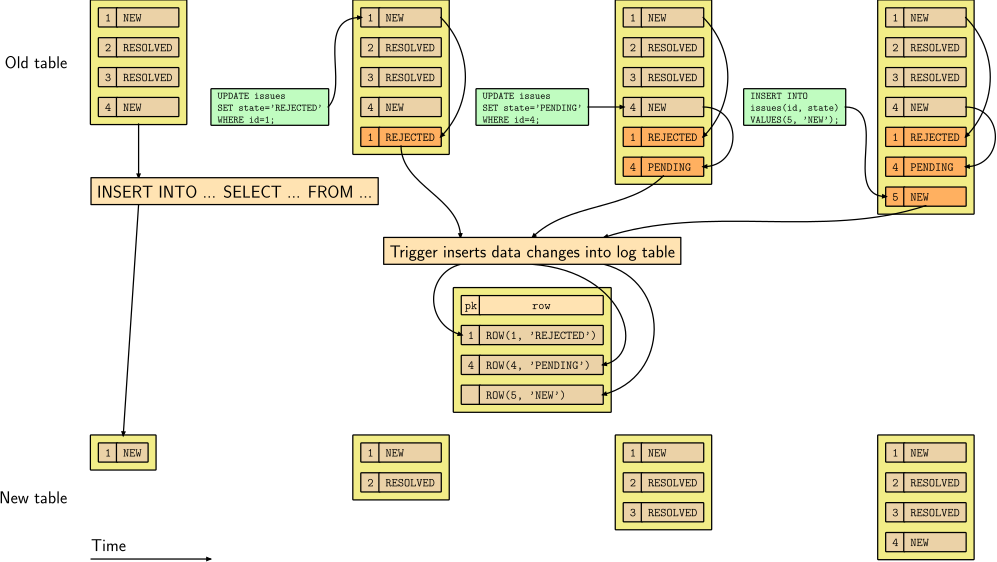 Old table
1 NEW
2 RESOLVED
3 RESOLVED
4 NEW
UPDATE issues
SET state='REJECTED'
WHERE id=1;
1 NEW
2 RESOLVED
3 RESOLVED
4 NEW
1 REJECTED
UPDATE issues
SET state='PENDING'
WHERE id=4;
1 NEW
2 RESOLVED
3 RESOLVED
4 NEW
1 REJECTED
4 PENDING
INSERT INTO
issues(id, state)
VALUES(5, 'NEW');
1 NEW
2 RESOLVED
3 RESOLVED
4 NEW
1 REJECTED
4 PENDING
5 NEW
INSERT INTO ... SELECT ... FROM ...
Trigger inserts data changes into log table
pk row
1 ROW(1, 'REJECTED')
4 ROW(4, 'PENDING')
ROW(5, 'NEW')
New table
1 NEW
1 NEW
2 RESOLVED
1 NEW
2 RESOLVED
3 RESOLVED
1 NEW
2 RESOLVED
3 RESOLVED
4 NEW
Time